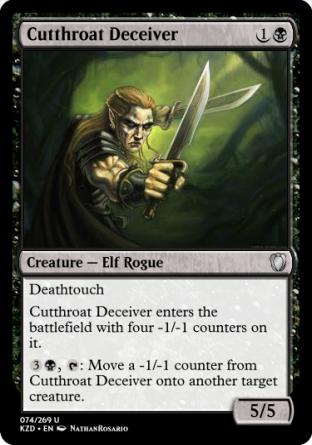 Cutthroat Deceiver 1
Creature — Elf Rogue
Deathtouch
Cutthroat Deceiver enters the
battlefield with four -1/-1 counters on
it.
3 , : Move a -1/-1 counter from
Cutthroat Deceiver onto another target
creature.
5/5
074/269 U
KZD • EN NathanRosario